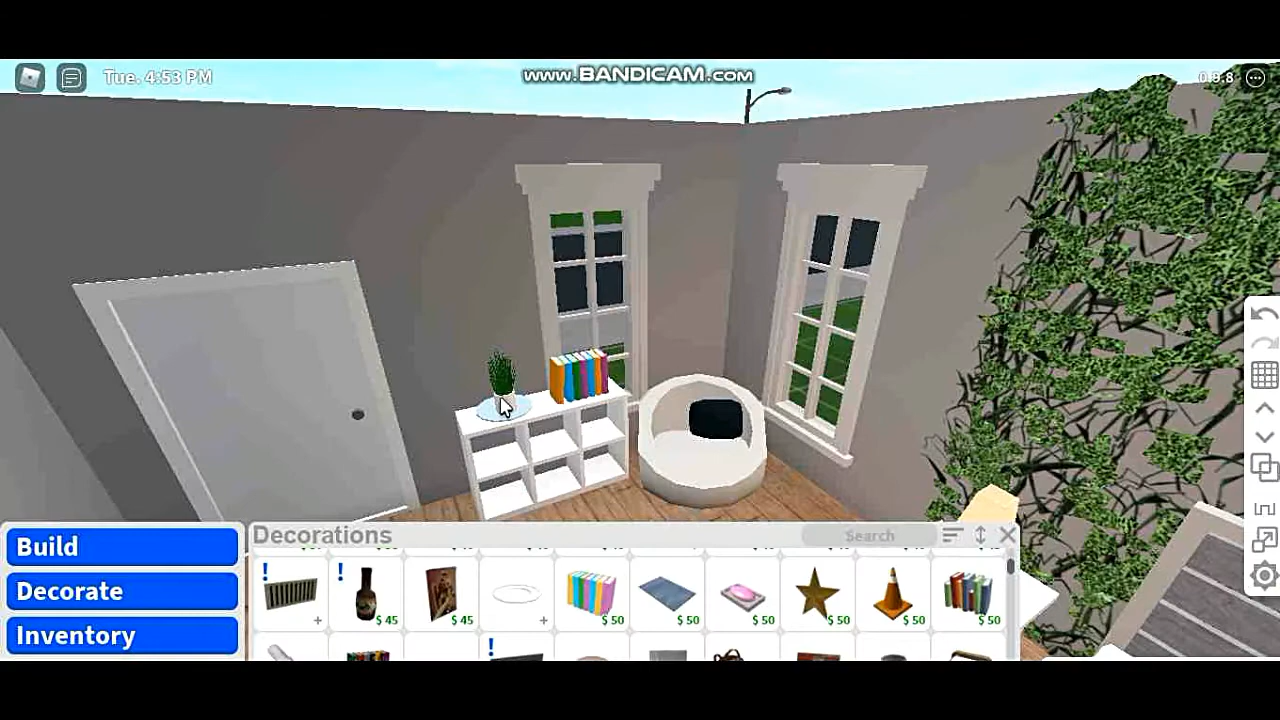 Tue. 4:53 PM
www.BANDICAM.com
0.9.8
Build
Decorate
Inventory
Decorations
Search
! ! $ 45 $ 45 $ 50 $ 50 $ 50 $ 50 $ 50 $ 50
!